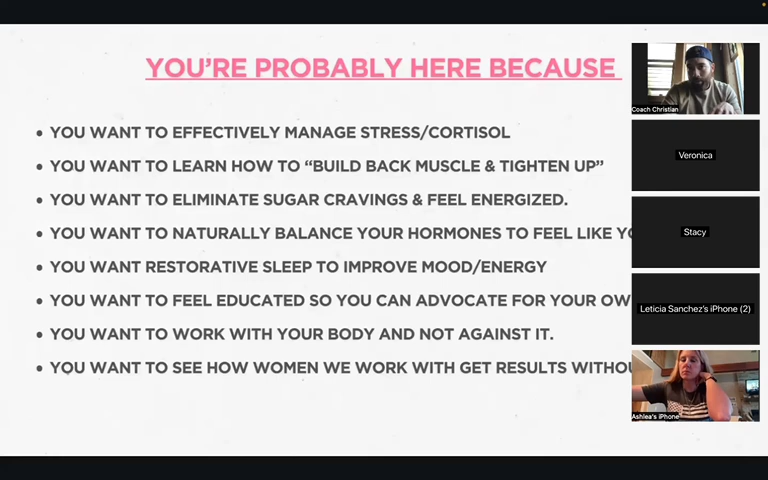 YOU'RE PROBABLY HERE BECAUSE
• YOU WANT TO EFFECTIVELY MANAGE STRESS/CORTISOL
• YOU WANT TO LEARN HOW TO “BUILD BACK MUSCLE & TIGHTEN UP”
• YOU WANT TO ELIMINATE SUGAR CRAVINGS & FEEL ENERGIZED.
• YOU WANT TO NATURALLY BALANCE YOUR HORMONES TO FEEL LIKE
• YOU WANT RESTORATIVE SLEEP TO IMPROVE MOOD/ENERGY
• YOU WANT TO FEEL EDUCATED SO YOU CAN ADVOCATE FOR YOUR
• YOU WANT TO WORK WITH YOUR BODY AND NOT AGAINST IT.
• YOU WANT TO SEE HOW WOMEN WE WORK WITH GET RESULTS
Coach Christian
Veronica
Stacy
Leticia Sanchez's iPhone (2)
Ashlea's iPhone